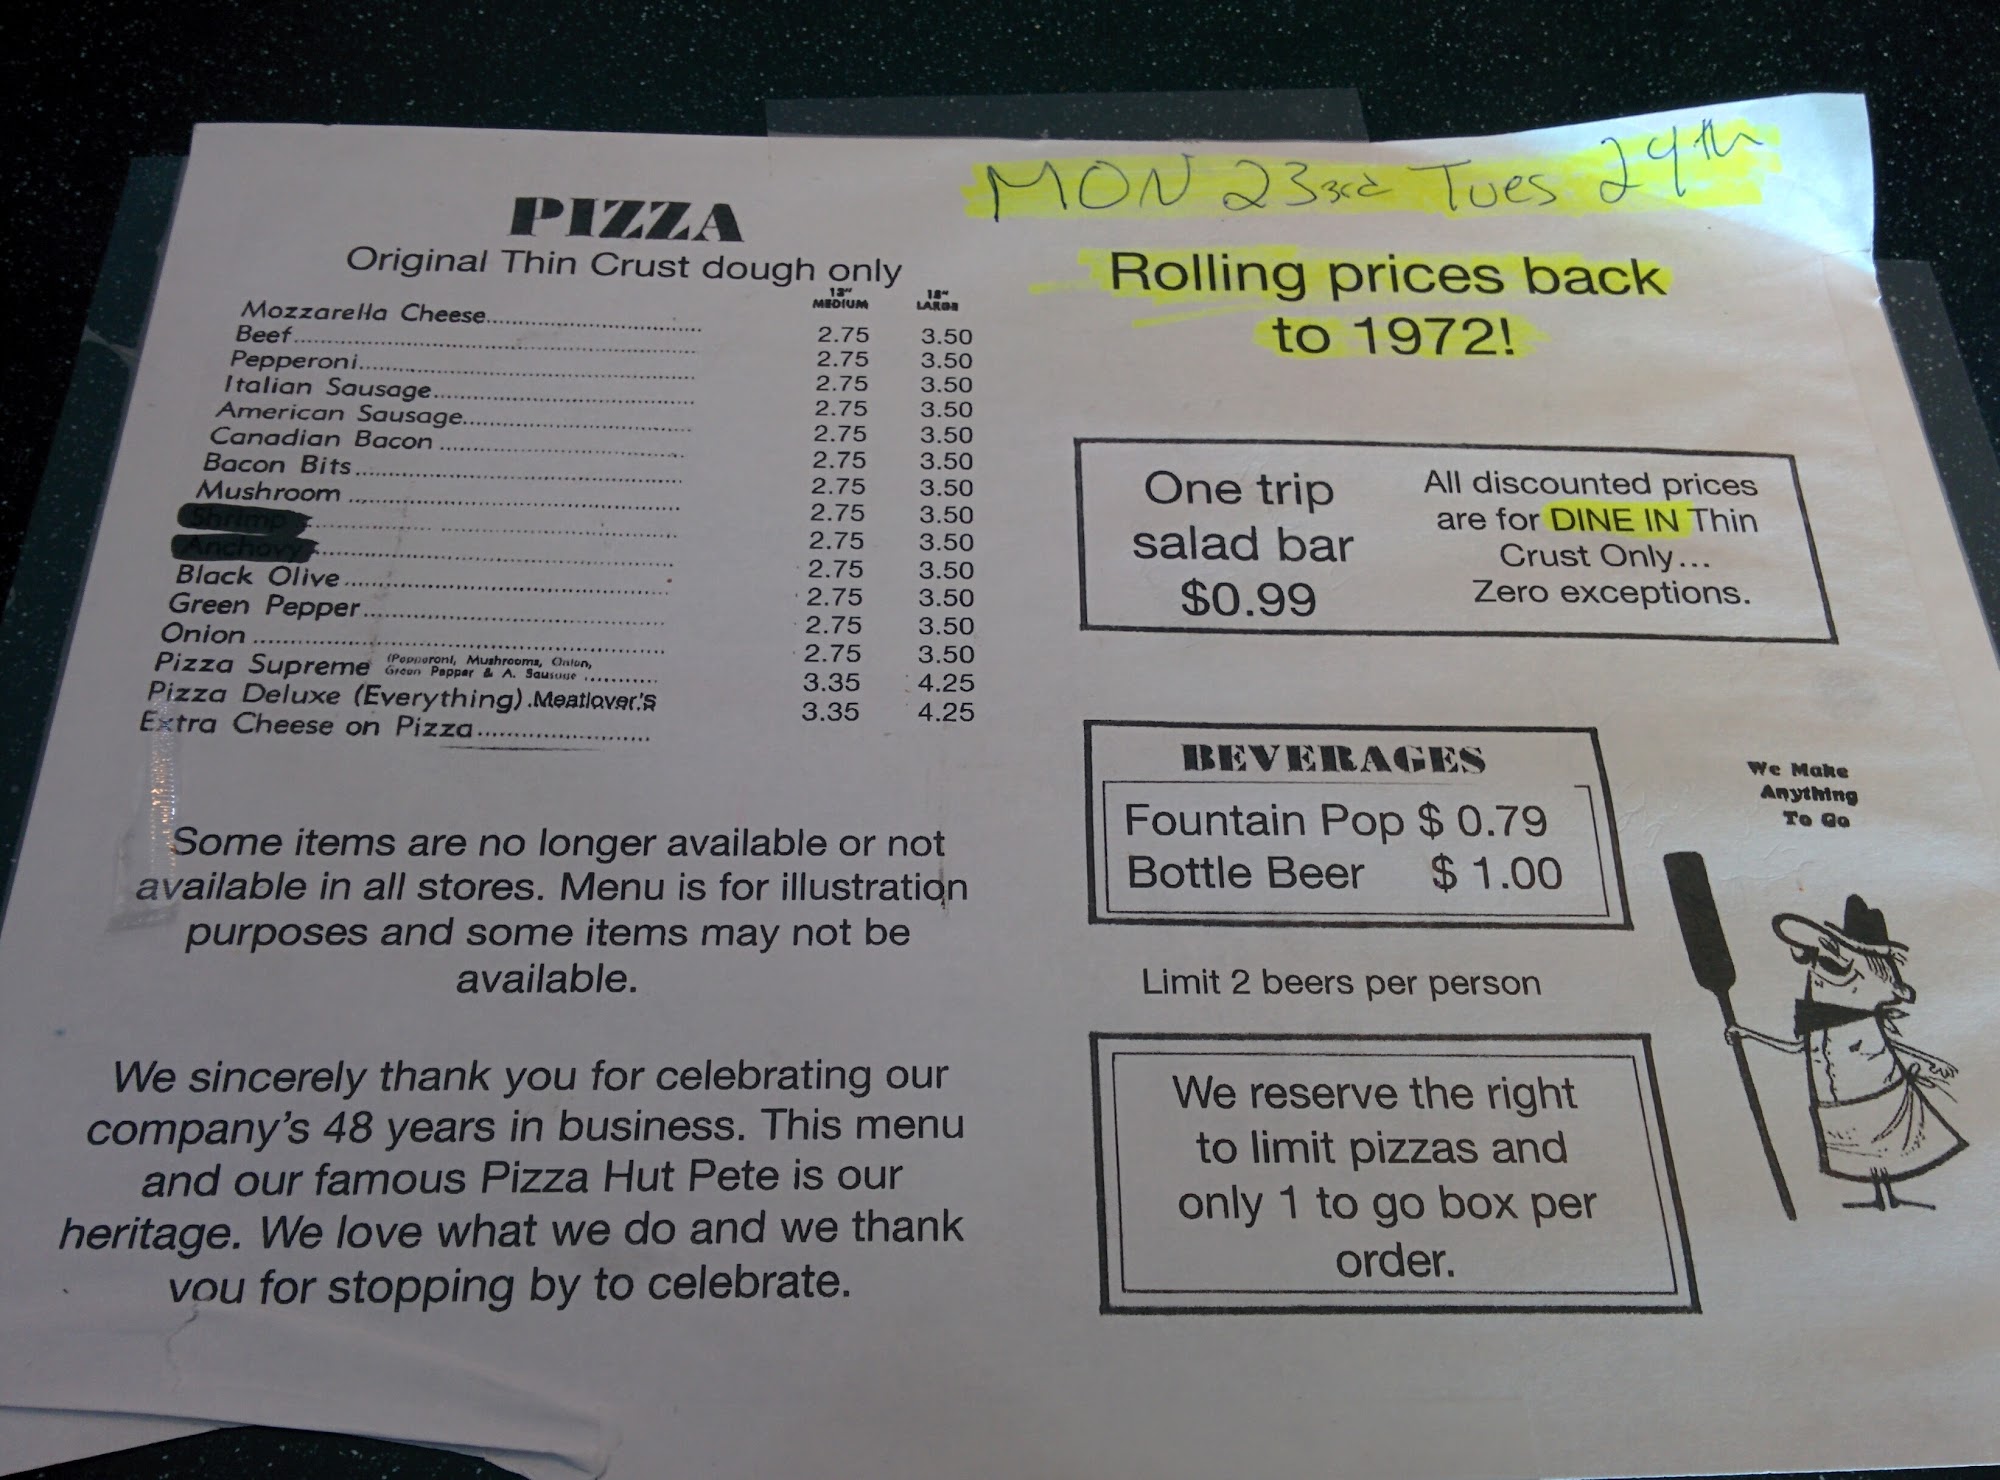 MON 23rd Tues 24th
PIZZA
Original Thin Crust dough only
13" MEDIUM 18" LARGE
Mozzarella Cheese 2.75 3.50
Beef 2.75 3.50
Pepperoni 2.75 3.50
Italian Sausage 2.75 3.50
American Sausage 2.75 3.50
Canadian Bacon 2.75 3.50
Bacon Bits 2.75 3.50
Mushroom 2.75 3.50
Shrimp 2.75 3.50
Anchovy 2.75 3.50
Black Olive 2.75 3.50
Green Pepper 2.75 3.50
Onion 2.75 3.50
Pizza Supreme (Pepperoni, Mushrooms, Onion, Green Pepper & A. Sausage 3.35 4.25
Pizza Deluxe (Everything) .Meatlover's 3.35 4.25
Extra Cheese on Pizza
Some items are no longer available or not
available in all stores. Menu is for illustration
purposes and some items may not be
available.
We sincerely thank you for celebrating our
company's 48 years in business. This menu
and our famous Pizza Hut Pete is our
heritage. We love what we do and we thank
you for stopping by to celebrate.
Rolling prices back
to 1972!
One trip
salad bar
$0.99
All discounted prices
are for DINE IN Thin
Crust Only...
Zero exceptions.
BEVERAGES
Fountain Pop $ 0.79
Bottle Beer $ 1.00
Limit 2 beers per person
We Make
Anything
To Go
We reserve the right
to limit pizzas and
only 1 to go box per
order.